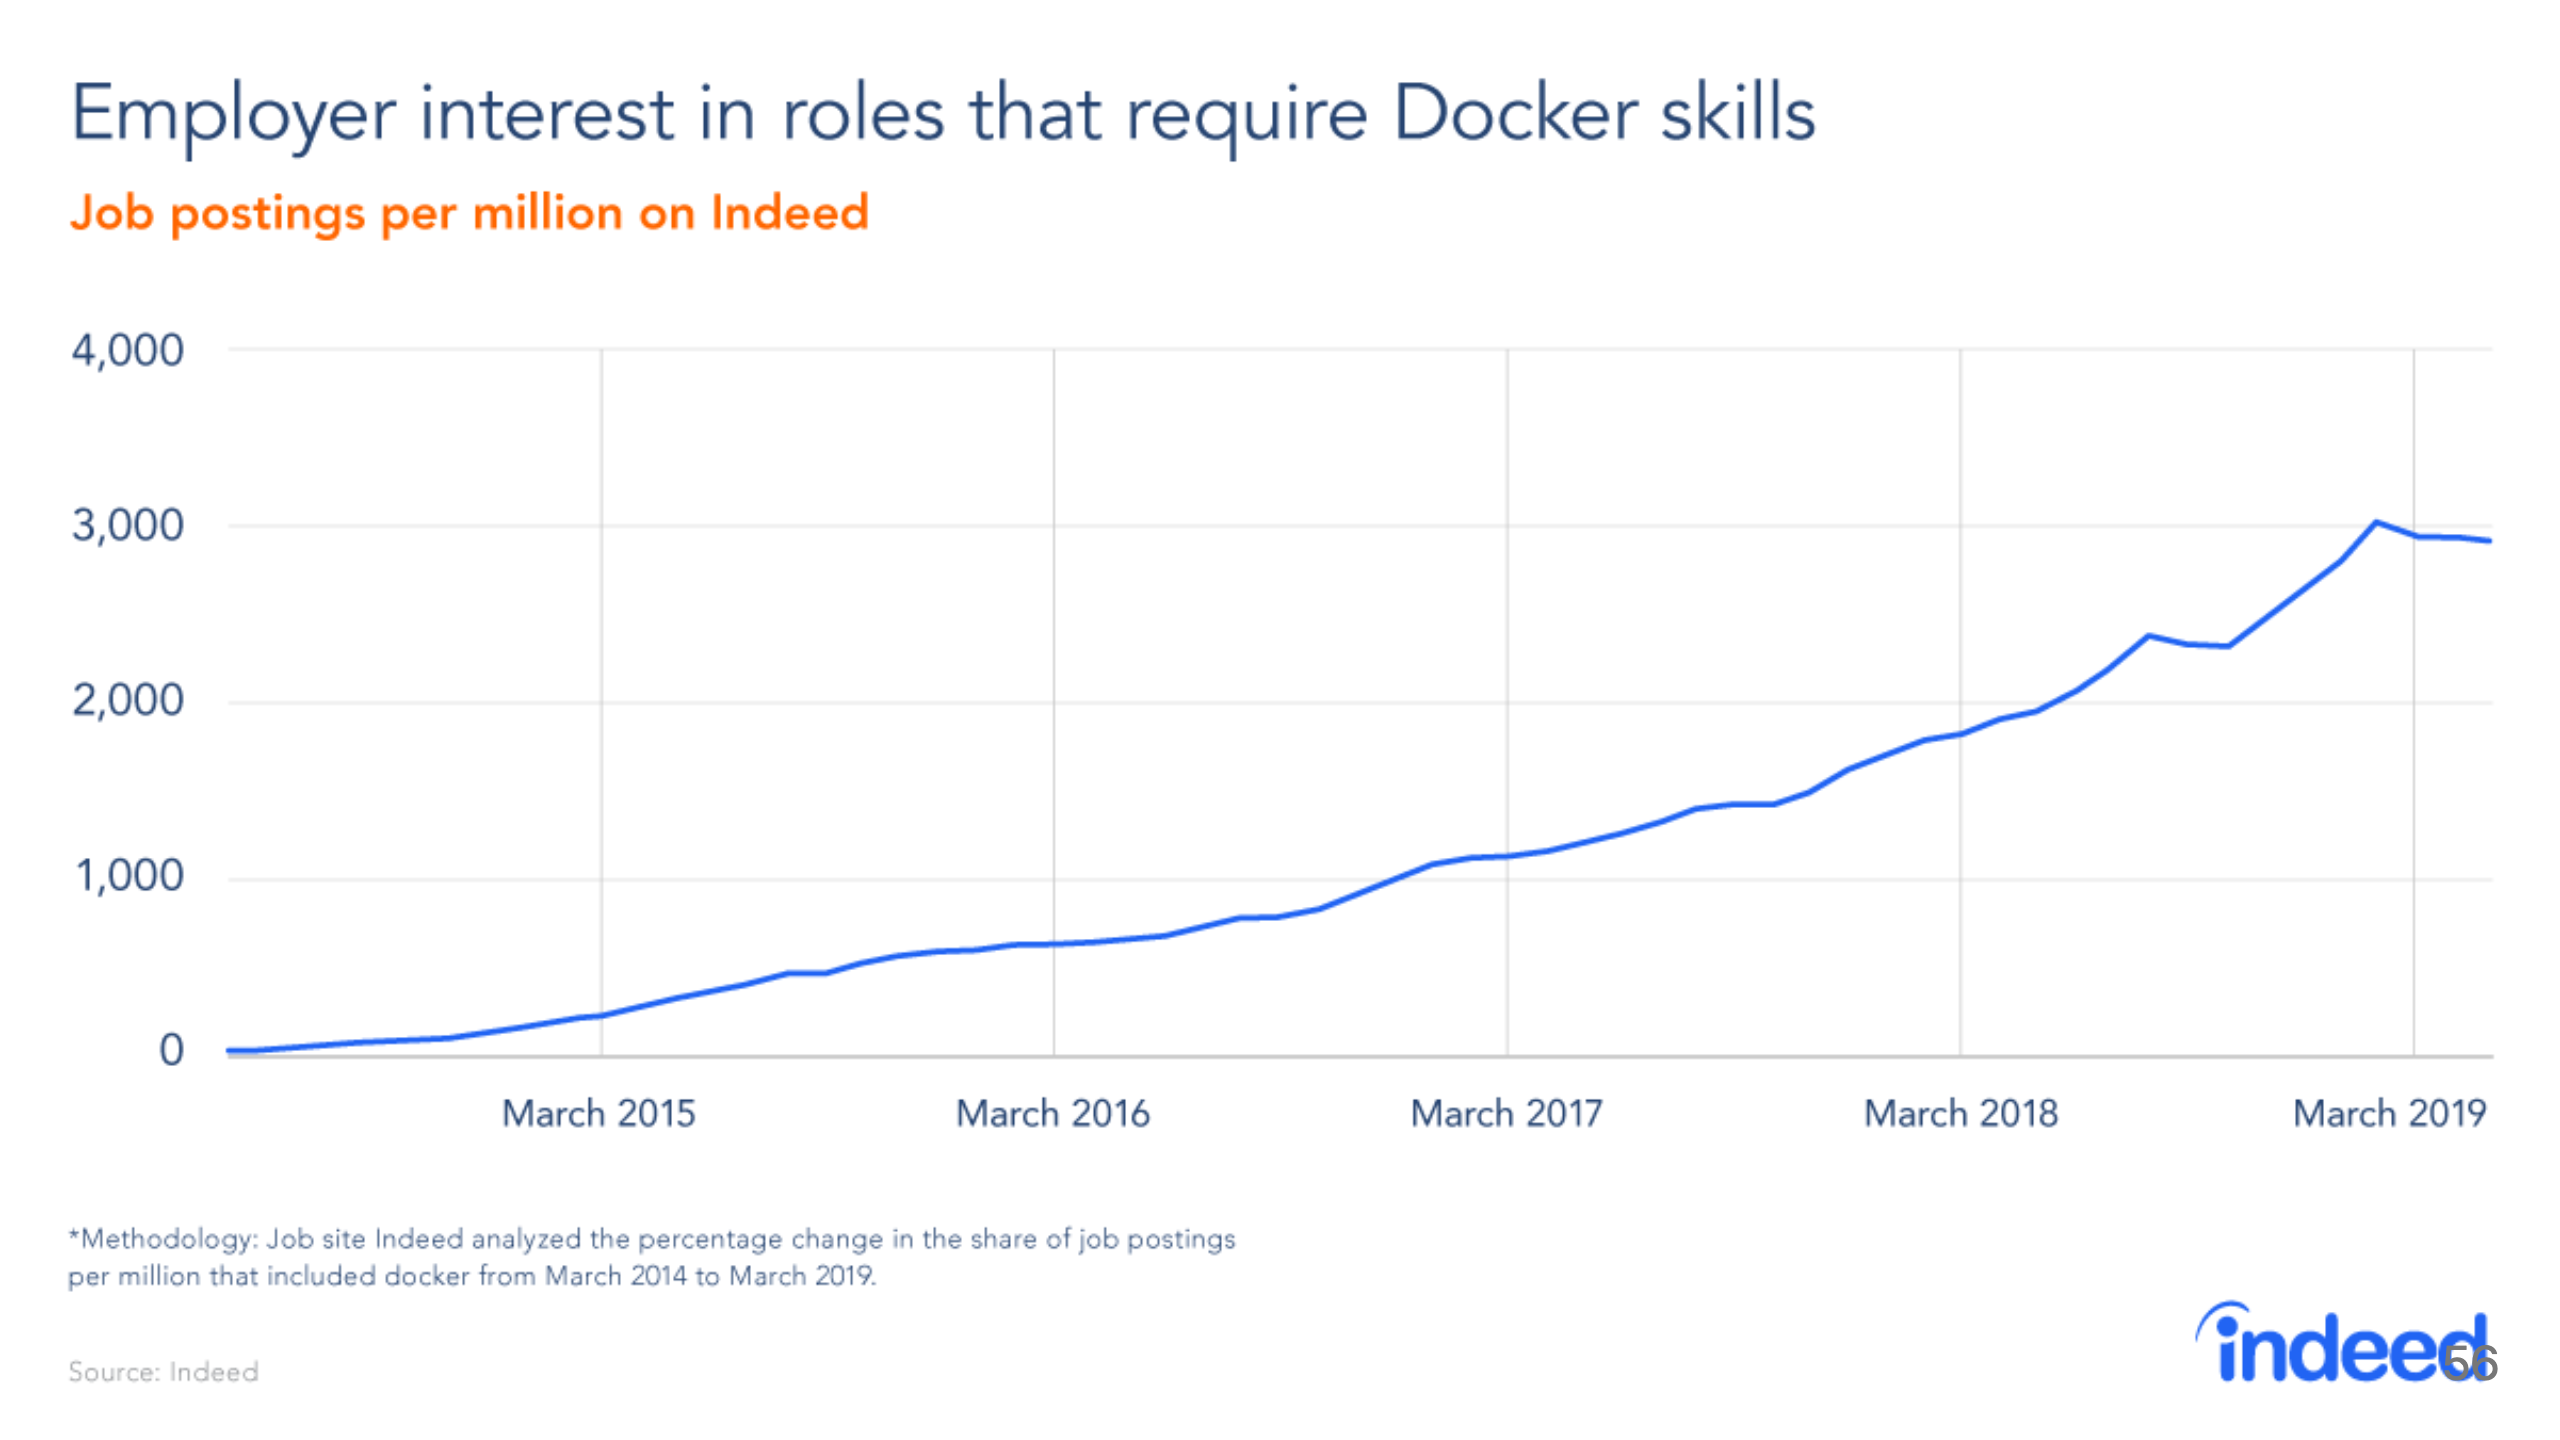 Employer interest in roles that require Docker skills
Job postings per million on Indeed
4,000
3,000
2,000
1,000
0
March 2015 March 2016 March 2017 March 2018 March 2019
*Methodology: Job site Indeed analyzed the percentage change in the share of job postings
per million that included docker from March 2014 to March 2019.
Source: Indeed
indeed
56